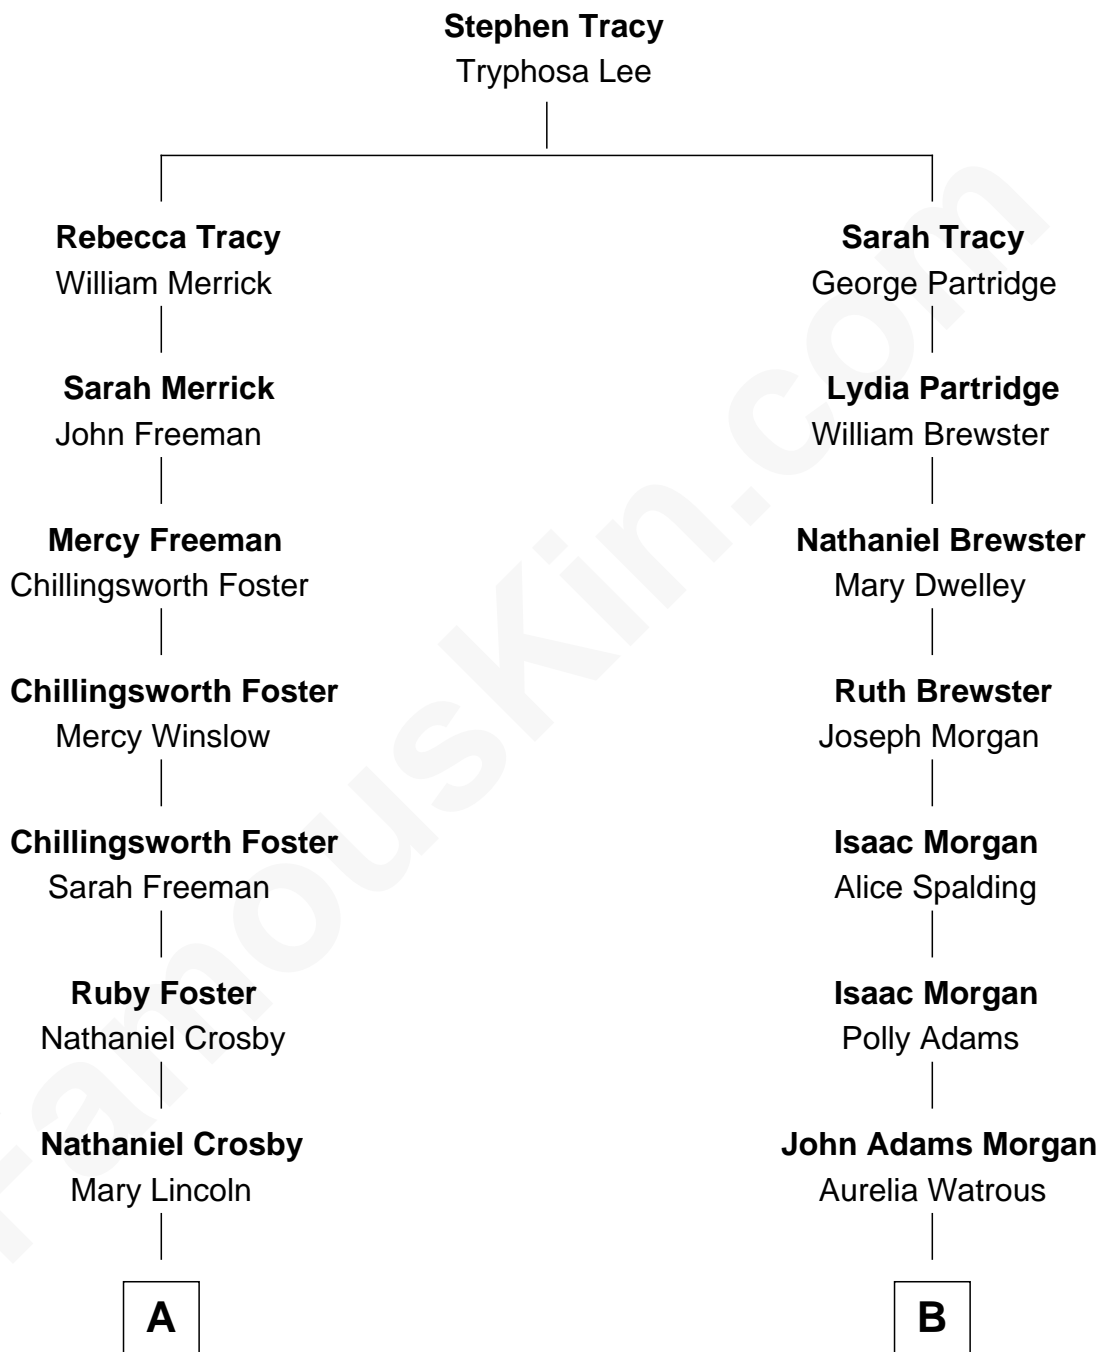 Stephen Tracy
Tryphosa Lee
Rebecca Tracy
William Merrick
Sarah Merrick
John Freeman
Mercy Freeman
Chillingsworth Foster
Chillingsworth Foster
Mercy Winslow
Chillingsworth Foster
Sarah Freeman
Ruby Foster
Nathaniel Crosby
Nathaniel Crosby
Mary Lincoln
A
Sarah Tracy
George Partridge
Lydia Partridge
William Brewster
Nathaniel Brewster
Mary Dwelley
Ruth Brewster
Joseph Morgan
Isaac Morgan
Alice Spalding
Isaac Morgan
Polly Adams
John Adams Morgan
Aurelia Watrous
B
FamousKin.com